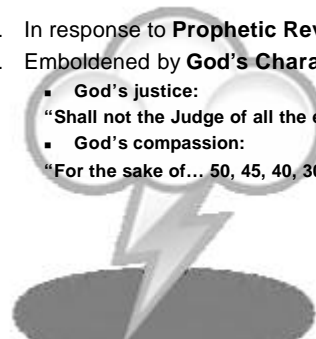 . In response to Prophetic Rev
. Emboldened by God's Chara
▪ God's justice:
“Shall not the Judge of all the e
▪ God's compassion:
“For the sake of… 50, 45, 40, 30